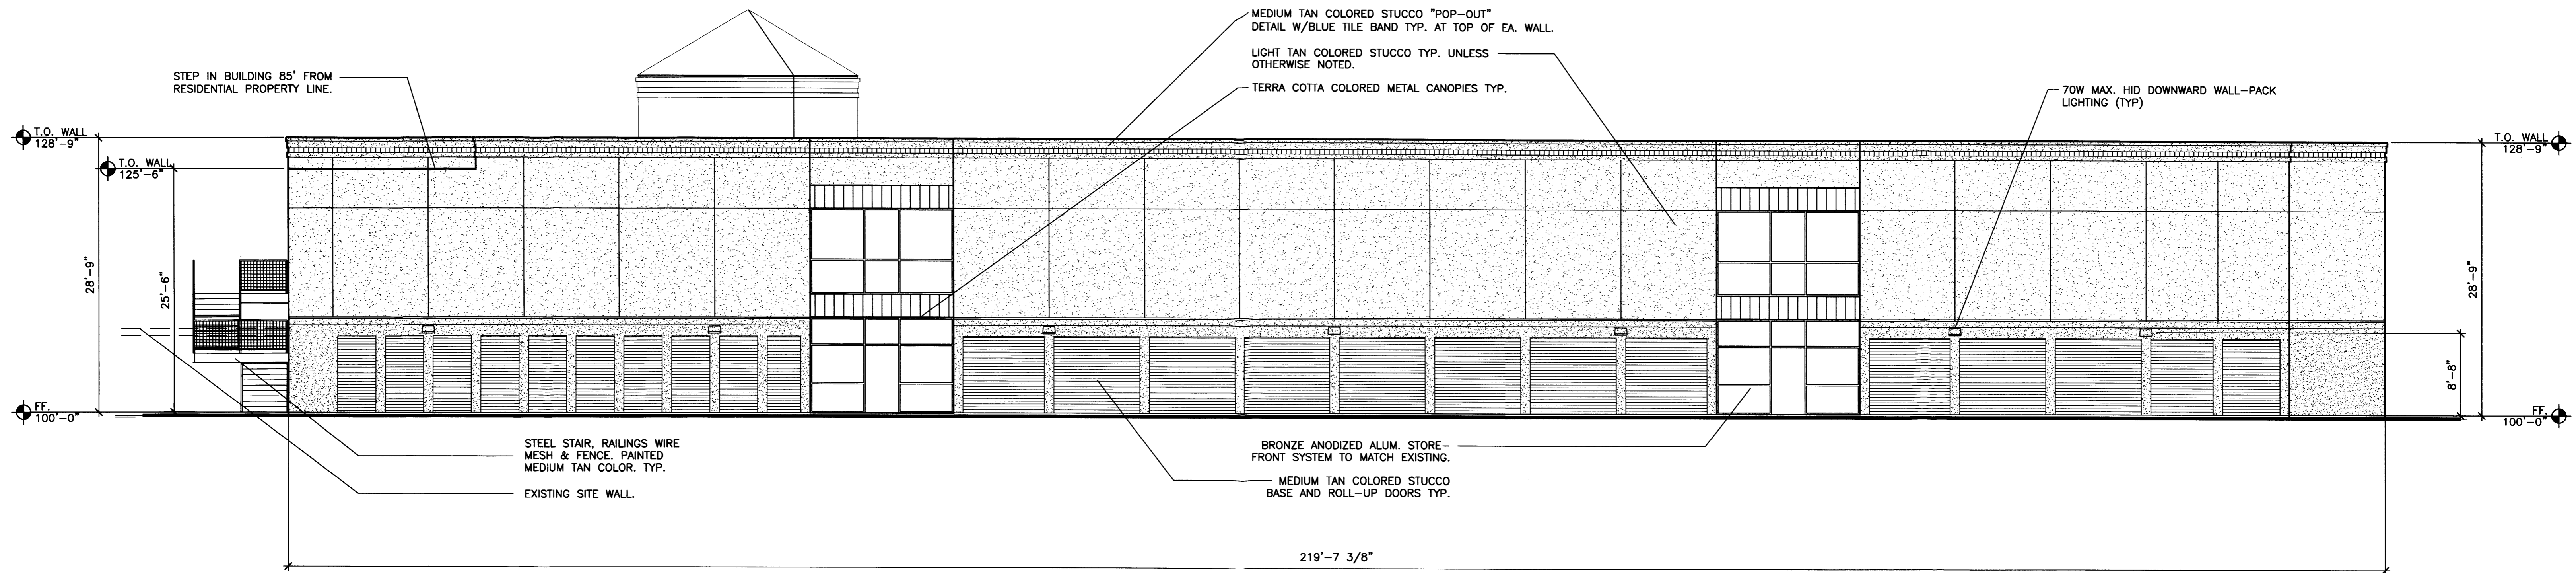 MEDIUM TAN COLORED STUCCO "POP-OUT"
DETAIL W/BLUE TILE BAND TYP. AT TOP OF EA. WALL.
LIGHT TAN COLORED STUCCO TYP. UNLESS
OTHERWISE NOTED.
TERRA COTTA COLORED METAL CANOPIES TYP.
STEP IN BUILDING 85' FROM
RESIDENTIAL PROPERTY LINE.
70W MAX. HID DOWNWARD WALL-PACK
LIGHTING (TYP)
T.O. WALL
128'-9"
T.O. WALL
125'-6"
T.O. WALL
128'-9"
28'-9"
25'-6"
28'-9"
8'-8"
FF.
100'-0"
FF.
100'-0"
STEEL STAIR, RAILINGS WIRE
MESH & FENCE. PAINTED
MEDIUM TAN COLOR. TYP.
EXISTING SITE WALL.
BRONZE ANODIZED ALUM. STORE-
FRONT SYSTEM TO MATCH EXISTING.
MEDIUM TAN COLORED STUCCO
BASE AND ROLL-UP DOORS TYP.
219'-7 3/8"